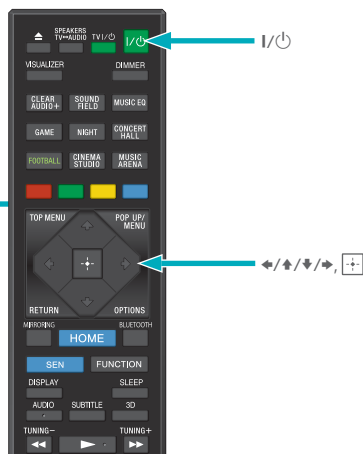 SPEAKERS
TV↔AUDIO TV I/⏻ I/⏻ I/⏻
VISUALIZER DIMMER
CLEAR AUDIO+ SOUND FIELD MUSIC EQ
GAME NIGHT CONCERT HALL
FOOTBALL CINEMA STUDIO MUSIC ARENA
TOP MENU POP UP/ MENU
←/↑/↓/→,
RETURN OPTIONS
MIRRORING HOME BLUETOOTH
SEN FUNCTION
DISPLAY SLEEP
AUDIO SUBTITLE 3D
TUNING– TUNING+